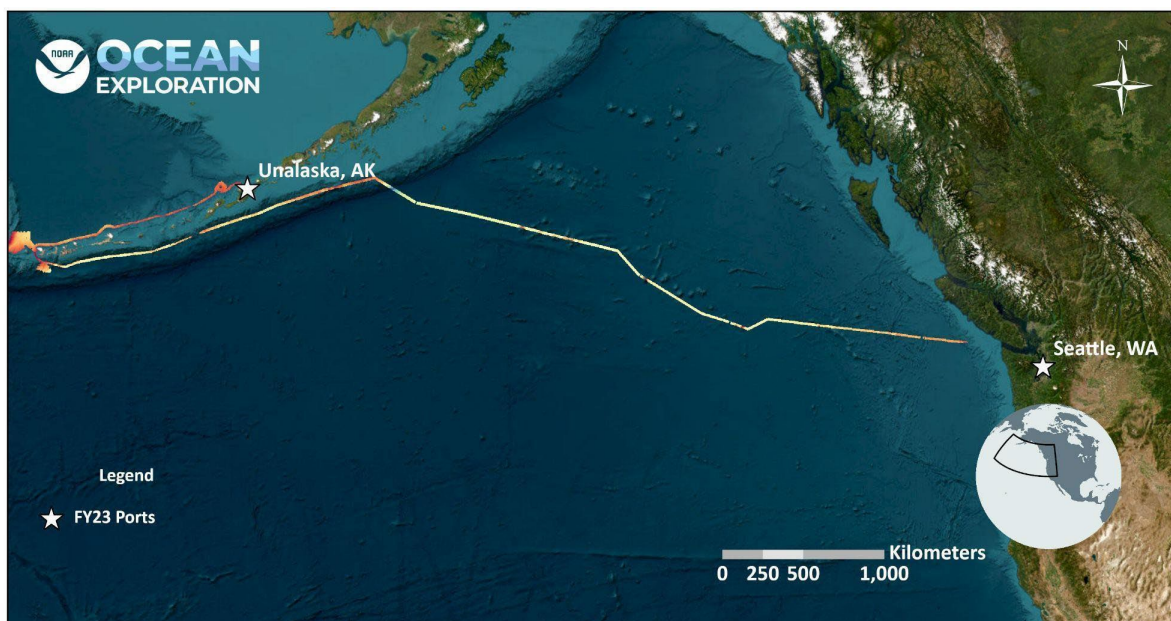 NOAA
OCEAN
EXPLORATION
N
Unalaska, AK
Seattle, WA
Legend
FY23 Ports
Kilometers
0 250 500 1,000